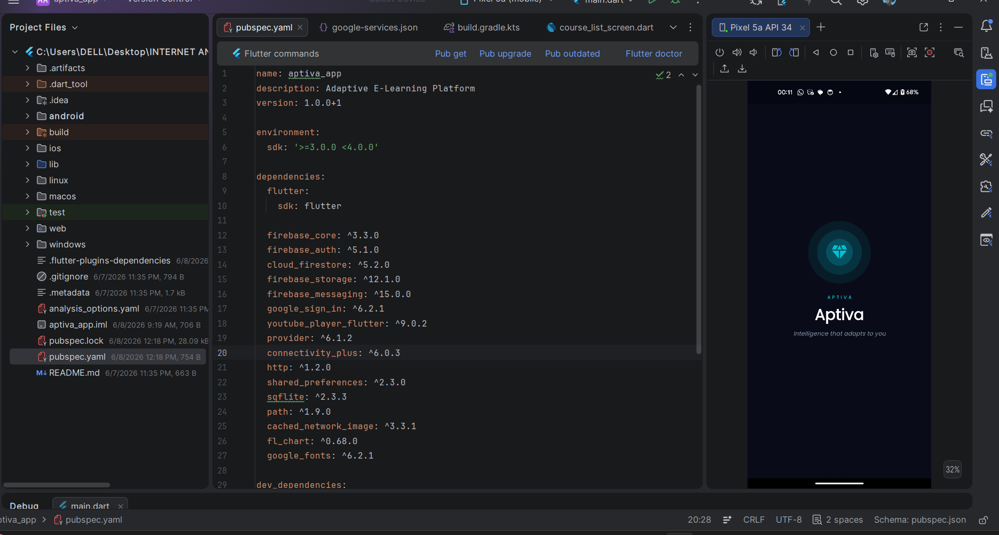 AA aptiva_app
Version Control
Select Device
Pixel 5a (mobile)
main.dart
Project Files
C:\Users\DELL\Desktop\INTERNET AN
.artifacts
.dart_tool
.idea
android
build
ios
lib
linux
macos
test
web
windows
.flutter-plugins-dependencies 6/8/2026
.gitignore 6/7/2026 11:35 PM, 794 B
.metadata 6/7/2026 11:35 PM, 1.7 kB
analysis_options.yaml 6/7/2026 11:35 PM
aptiva_app.iml 6/8/2026 9:19 AM, 706 B
pubspec.lock 6/8/2026 12:18 PM, 28.09 kB
pubspec.yaml 6/8/2026 12:18 PM, 754 B
M↓ README.md 6/7/2026 11:35 PM, 663 B
pubspec.yaml
google-services.json
build.gradle.kts
course_list_screen.dart
Flutter commands
Pub get
Pub upgrade
Pub outdated
Flutter doctor
2
1 name: aptiva_app
2 description: Adaptive E-Learning Platform
3 version: 1.0.0+1
4
5 environment:
6 sdk: '>=3.0.0 <4.0.0'
7
8 dependencies:
9 flutter:
10 sdk: flutter
11
12 firebase_core: ^3.3.0
13 firebase_auth: ^5.1.0
14 cloud_firestore: ^5.2.0
15 firebase_storage: ^12.1.0
16 firebase_messaging: ^15.0.0
17 google_sign_in: ^6.2.1
18 youtube_player_flutter: ^9.0.2
19 provider: ^6.1.2
20 connectivity_plus: ^6.0.3
21 http: ^1.2.0
22 shared_preferences: ^2.3.0
23 sqflite: ^2.3.3
24 path: ^1.9.0
25 cached_network_image: ^3.3.1
26 fl_chart: ^0.68.0
27 google_fonts: ^6.2.1
28
29 dev_dependencies:
Pixel 5a API 34
00:11
68%
APTIVA
Aptiva
Intelligence that adapts to you
32%
Debug
main.dart
otiva_app > pubspec.yaml
20:28
CRLF
UTF-8
2 spaces
Schema: pubspec.json